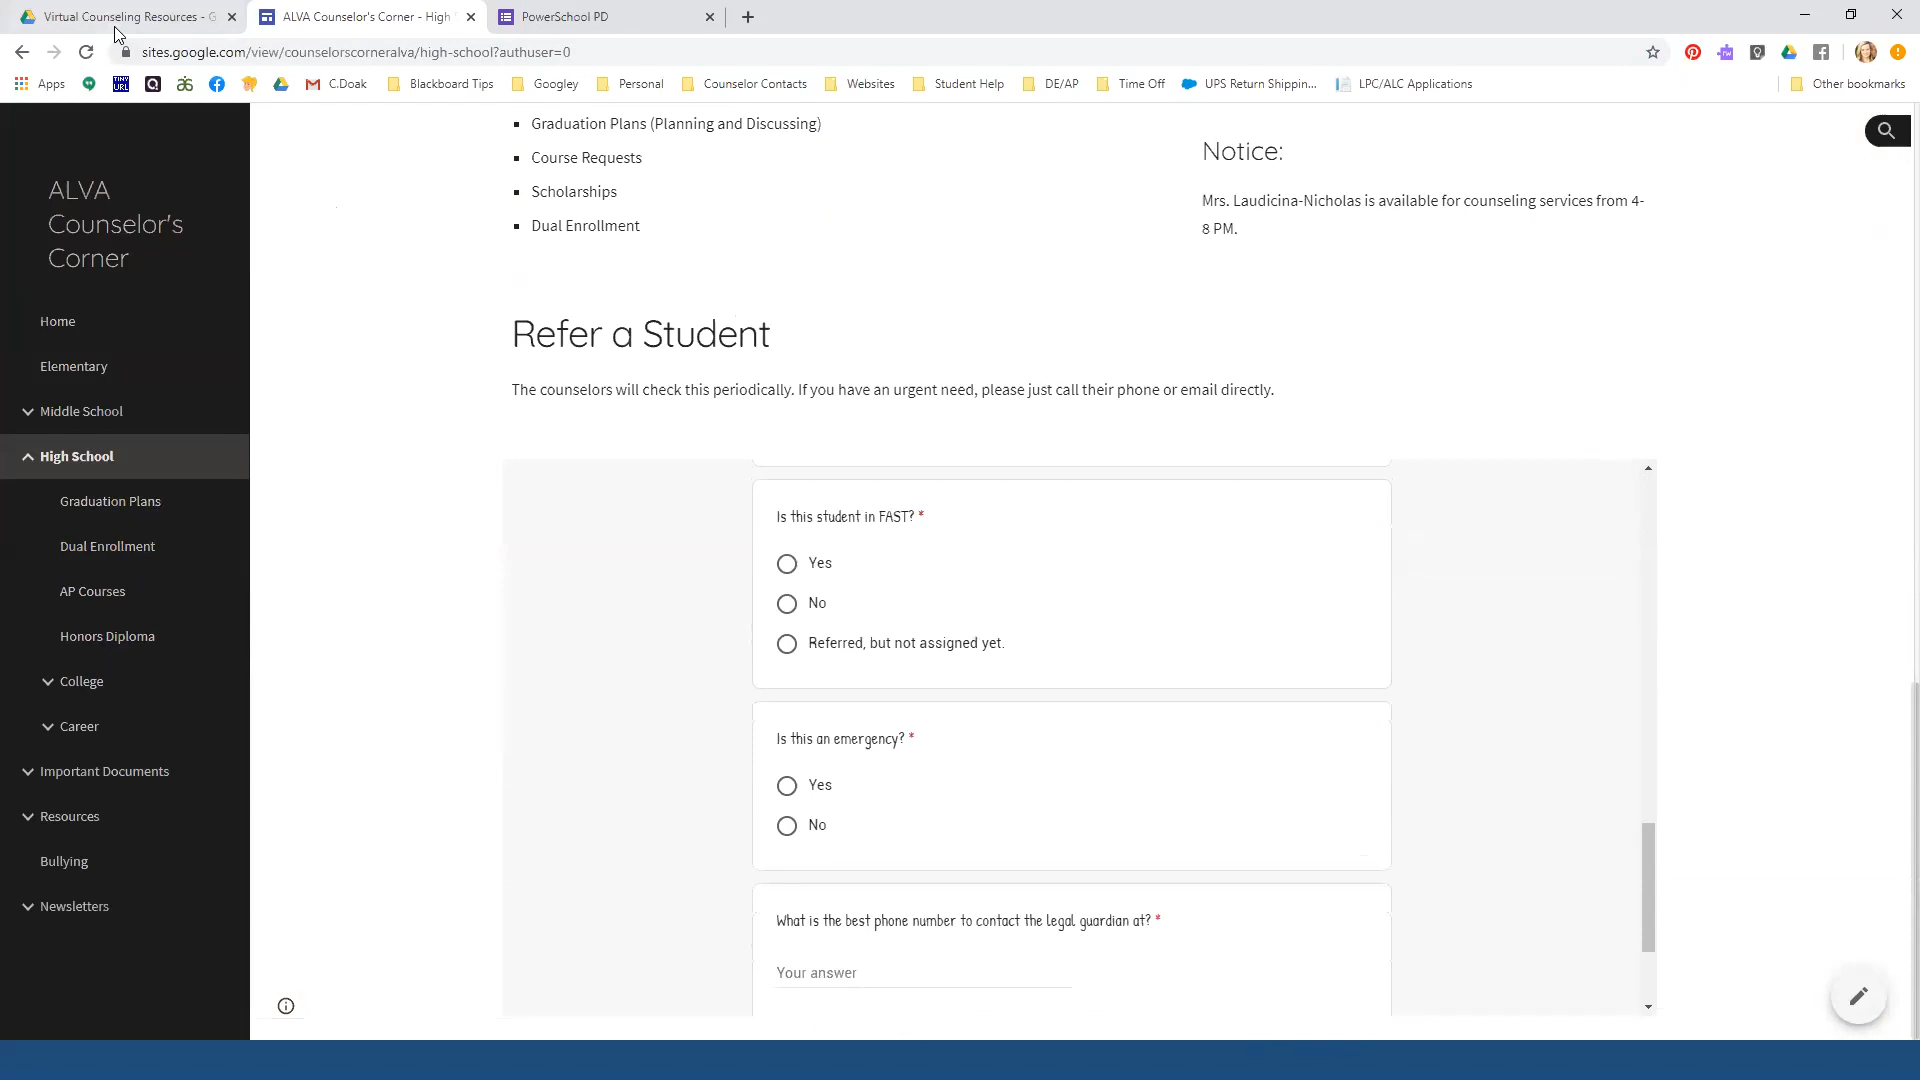 Virtual Counseling Resources - G
ALVA Counselor's Corner - High
PowerSchool PD
sites.google.com/view/counselorscorneralva/high-school?authuser=0
Apps
TINY URL
C.Doak
Blackboard Tips
Googley
Personal
Counselor Contacts
Websites
Student Help
DE/AP
Time Off
UPS Return Shippin...
LPC/ALC Applications
Other bookmarks
ALVA
Counselor's
Corner
Home
Elementary
Middle School
High School
Graduation Plans
Dual Enrollment
AP Courses
Honors Diploma
College
Career
Important Documents
Resources
Bullying
Newsletters
▪ Graduation Plans (Planning and Discussing)
▪ Course Requests
▪ Scholarships
▪ Dual Enrollment
Notice:
Mrs. Laudicina-Nicholas is available for counseling services from 4-
8 PM.
Refer a Student
The counselors will check this periodically. If you have an urgent need, please just call their phone or email directly.
Is this student in FAST? *
Yes
No
Referred, but not assigned yet.
Is this an emergency? *
Yes
No
What is the best phone number to contact the legal guardian at? *
Your answer